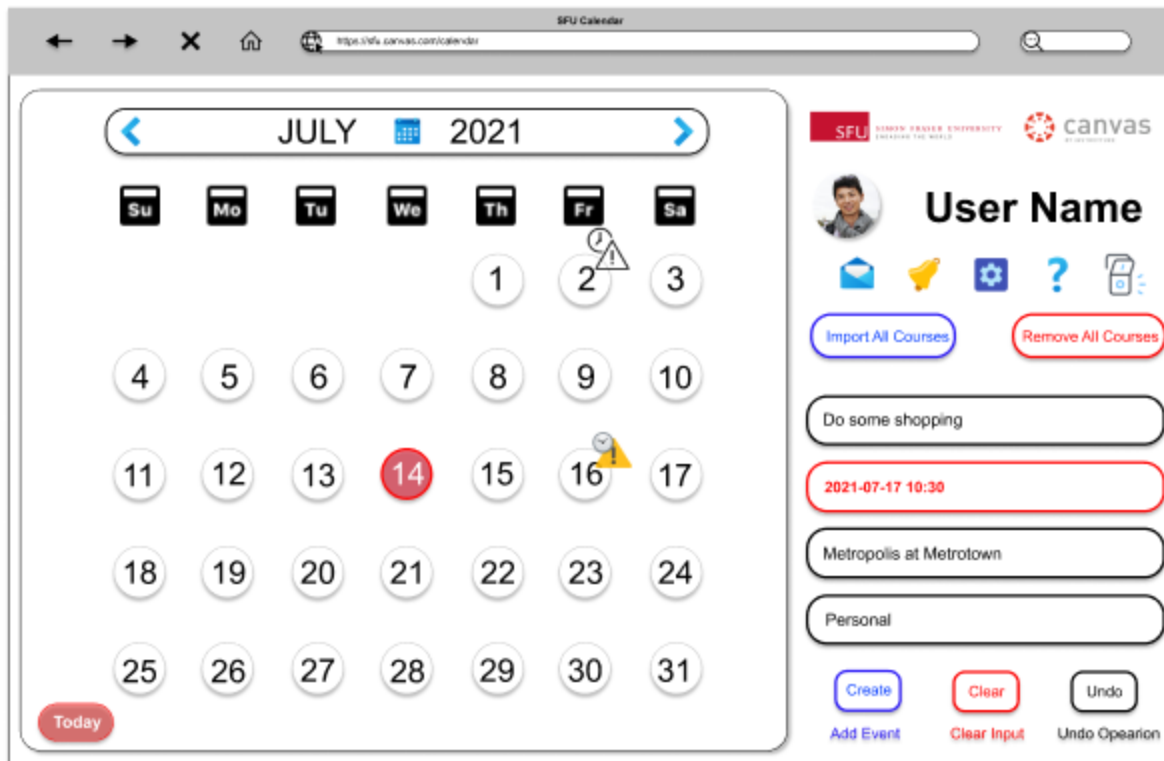 SFU Calendar
https://sfu.canvas.com/calendar
JULY 2021
Su Mo Tu We Th Fr Sa
1 2 3
4 5 6 7 8 9 10
11 12 13 14 15 16 17
18 19 20 21 22 23 24
25 26 27 28 29 30 31
Today
SFU SIMON FRASER UNIVERSITY
ENGAGING THE WORLD
canvas
User Name
Import All Courses Remove All Courses
Do some shopping
2021-07-17 10:30
Metropolis at Metrotown
Personal
Create Clear Undo
Add Event Clear Input Undo Opearion